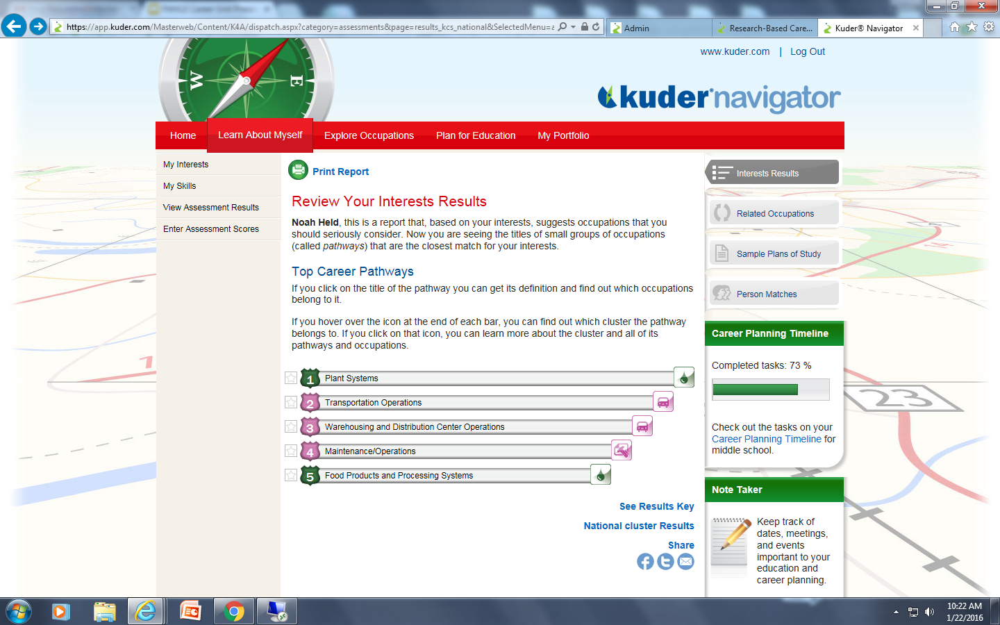 https://app.kuder.com/Masterweb/Content/K4A/dispatch.aspx?category=assessments&page=results_kcs_national&SelectedMenu=a
Admin
Research-Based Care...
Kuder® Navigator
www.kuder.com | Log Out
W E
kuder® navigator
Home
Learn About Myself
Explore Occupations
Plan for Education
My Portfolio
My Interests
My Skills
View Assessment Results
Enter Assessment Scores
Print Report
Review Your Interests Results
Noah Held, this is a report that, based on your interests, suggests occupations that you
should seriously consider. Now you are seeing the titles of small groups of occupations
(called pathways) that are the closest match for your interests.
Top Career Pathways
If you click on the title of the pathway you can get its definition and find out which occupations
belong to it.
If you hover over the icon at the end of each bar, you can find out which cluster the pathway
belongs to. If you click on that icon, you can learn more about the cluster and all of its
pathways and occupations.
1 Plant Systems
2 Transportation Operations
3 Warehousing and Distribution Center Operations
4 Maintenance/Operations
5 Food Products and Processing Systems
See Results Key
National cluster Results
Share
Interests Results
Related Occupations
Sample Plans of Study
Person Matches
Career Planning Timeline
Completed tasks: 73 %
Check out the tasks on your
Career Planning Timeline for
middle school.
Note Taker
Keep track of
dates, meetings,
and events
important to your
education and
career planning.
23
10:22 AM
1/22/2016